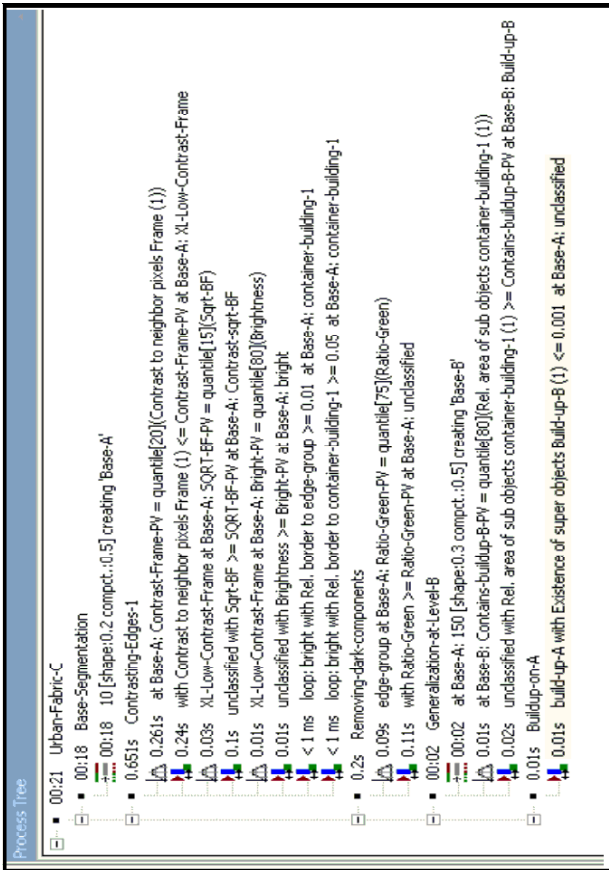 Process Tree
00:21 Urban-Fabric-C
00:18 Base-Segmentation
00:18 10 [shape:0.2 compct.:0.5] creating 'Base-A'
0.651s Contrasting-Edges-1
0.261s at Base-A: Contrast-Frame-PV = quantile[20](Contrast to neighbor pixels Frame (1))
0.24s with Contrast to neighbor pixels Frame (1) <= Contrast-Frame-PV at Base-A: XL-Low-Contrast-Frame
0.03s XL-Low-Contrast-Frame at Base-A: SQRT-BF-PV = quantile[15](Sqrt-BF)
0.1s unclassified with Sqrt-BF >= SQRT-BF-PV at Base-A: Contrast-sqrt-BF
0.01s XL-Low-Contrast-Frame at Base-A: Bright-PV = quantile[80](Brightness)
0.01s unclassified with Brightness >= Bright-PV at Base-A: bright
< 1 ms loop: bright with Rel. border to edge-group >= 0.01 at Base-A: container-building-1
< 1 ms loop: bright with Rel. border to container-building-1 >= 0.05 at Base-A: container-building-1
0.2s Removing-dark-components
0.09s edge-group at Base-A: Ratio-Green-PV = quantile[75](Ratio-Green)
0.11s with Ratio-Green >= Ratio-Green-PV at Base-A: unclassified
00:02 Generalization-at-Level-B
00:02 at Base-A: 150 [shape:0.3 compct.:0.5] creating 'Base-B'
0.01s at Base-B: Contains-buildup-B-PV = quantile[80](Rel. area of sub objects container-building-1 (1))
0.02s unclassified with Rel. area of sub objects container-building-1 (1) >= Contains-buildup-B-PV at Base-B: Build-up-B
0.01s Buildup-on-A
0.01s build-up-A with Existence of super objects Build-up-B (1) <= 0.001 at Base-A: unclassified